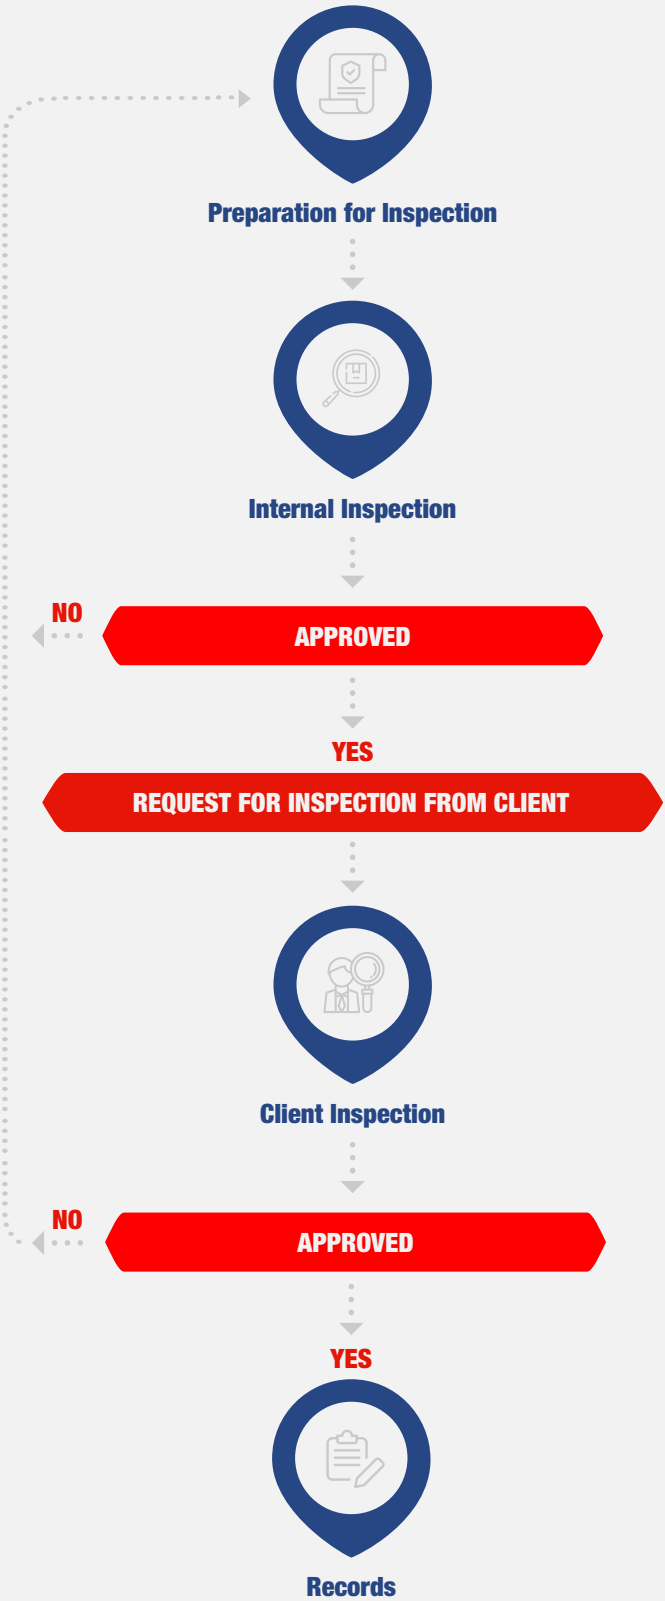 Preparation for Inspection
Internal Inspection
NO
APPROVED
YES
REQUEST FOR INSPECTION FROM CLIENT
Client Inspection
NO
APPROVED
YES
Records